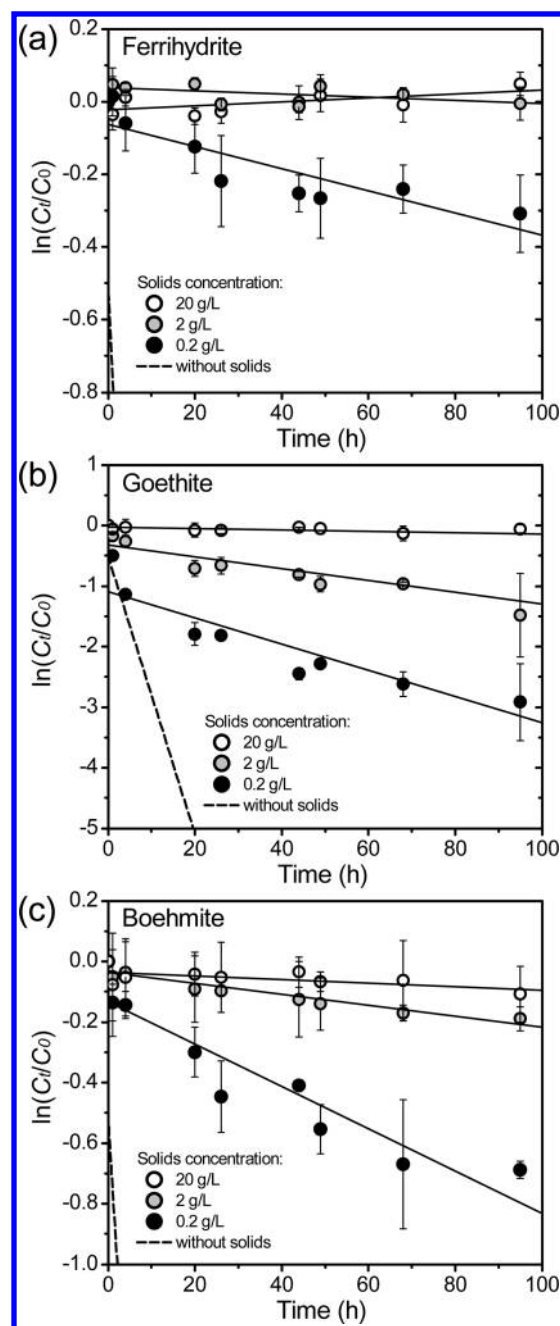 (a)
Ferrihydrite
0.2
0.0
-0.2
-0.4
-0.6
-0.8
ln(Ct/C0)
Solids concentration:
20 g/L
2 g/L
0.2 g/L
without solids
0 20 40 60 80 100
Time (h)
(b)
Goethite
1
0
-1
-2
-3
-4
-5
ln(Ct/C0)
Solids concentration:
20 g/L
2 g/L
0.2 g/L
without solids
0 20 40 60 80 100
Time (h)
(c)
Boehmite
0.2
0.0
-0.2
-0.4
-0.6
-0.8
-1.0
ln(Ct/C0)
Solids concentration:
20 g/L
2 g/L
0.2 g/L
without solids
0 20 40 60 80 100
Time (h)